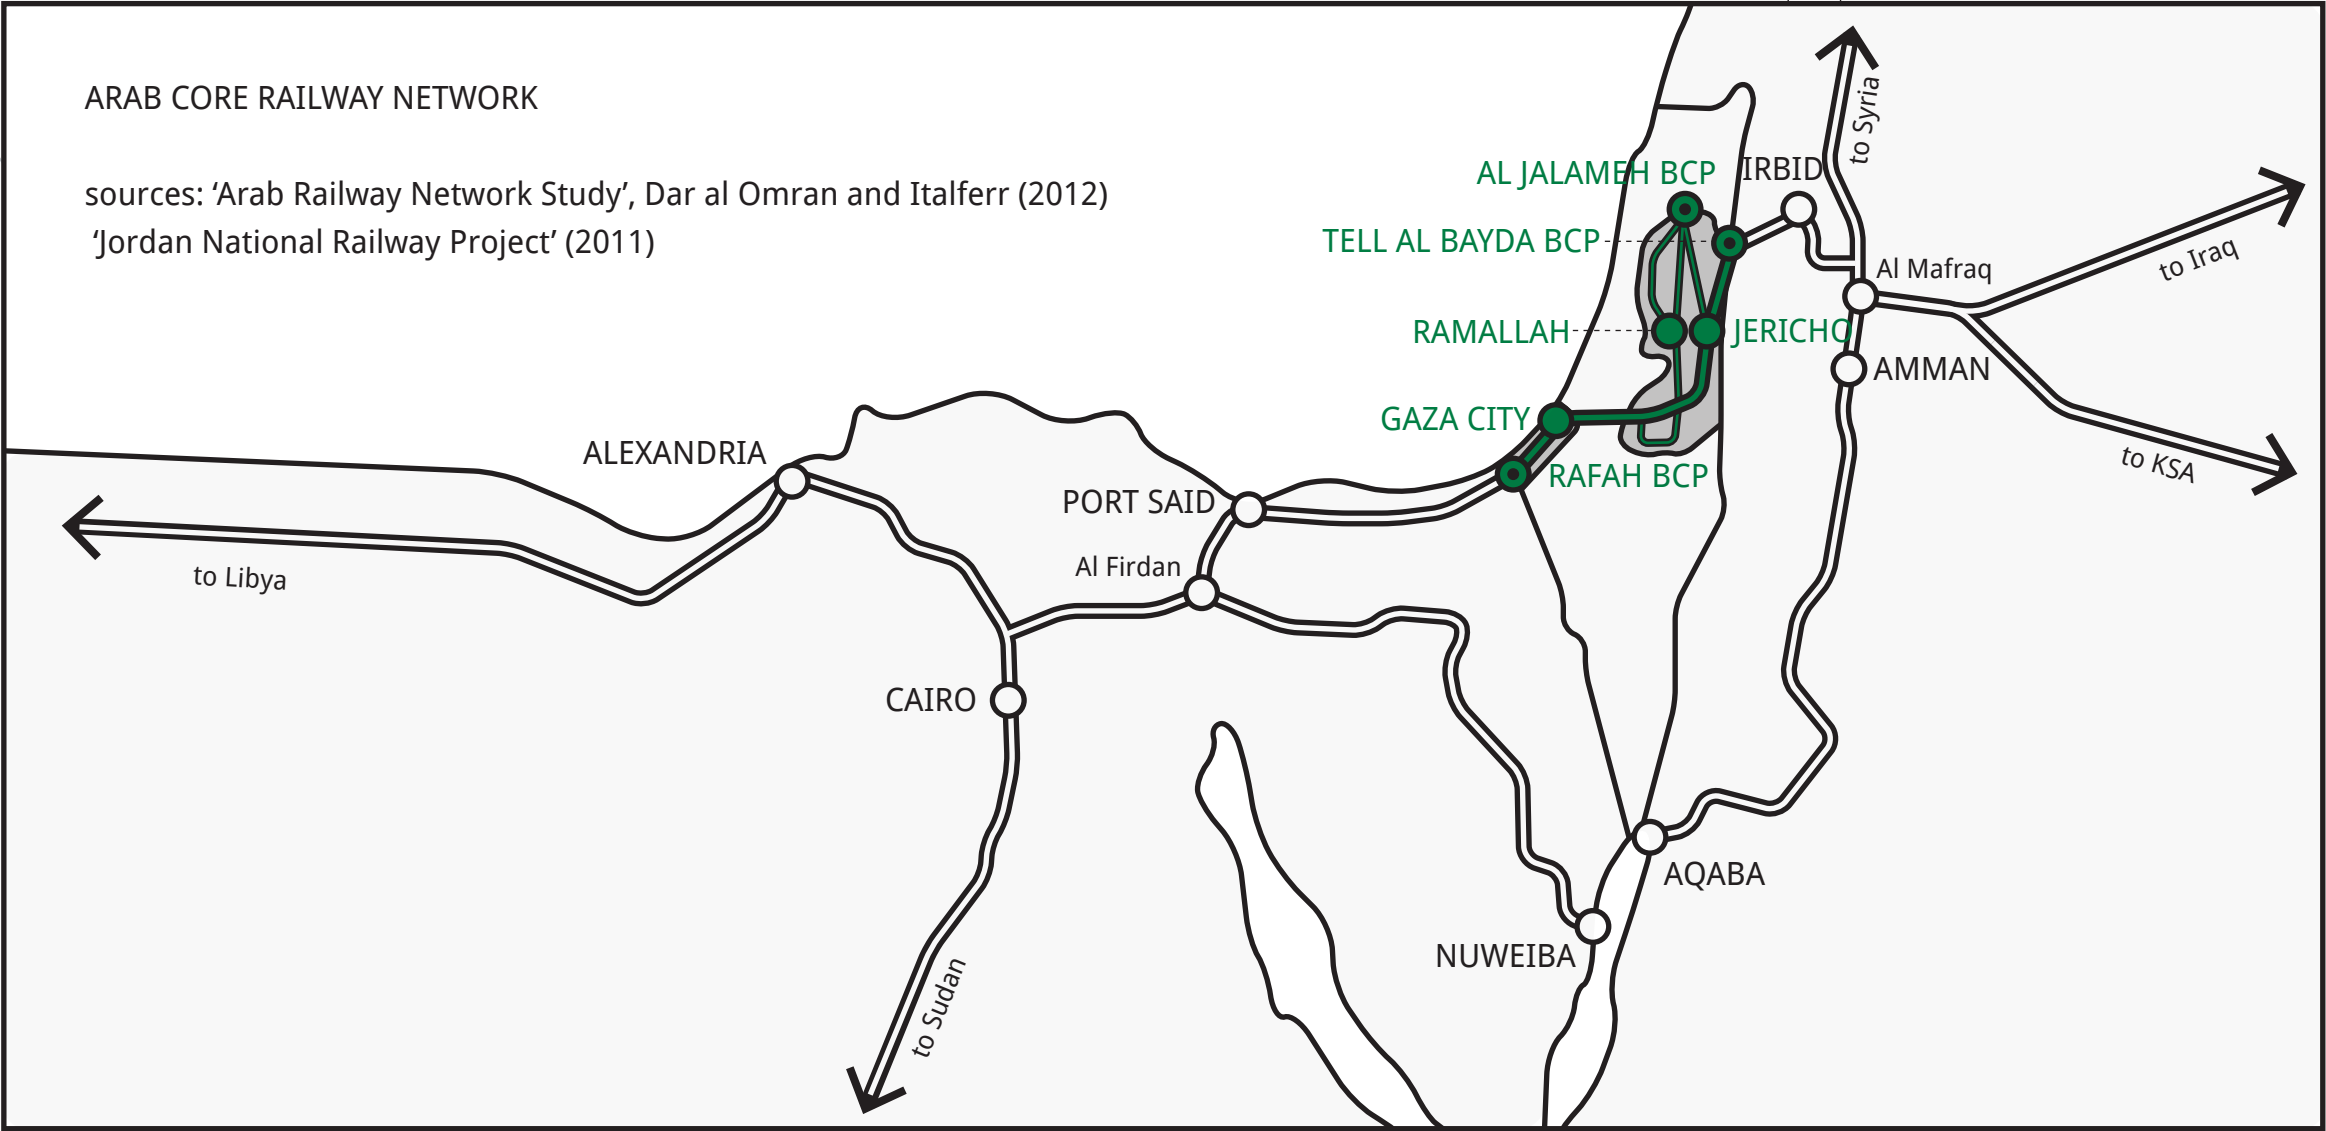 ARAB CORE RAILWAY NETWORK
sources: ‘Arab Railway Network Study’, Dar al Omran and Italferr (2012)
‘Jordan National Railway Project’ (2011)
to Syria
AL JALAMEH BCP
IRBID
TELL AL BAYDA BCP
to Iraq
Al Mafraq
RAMALLAH
JERICHO
AMMAN
GAZA CITY
ALEXANDRIA
to KSA
RAFAH BCP
PORT SAID
Al Firdan
to Libya
CAIRO
AQABA
NUWEIBA
to Sudan